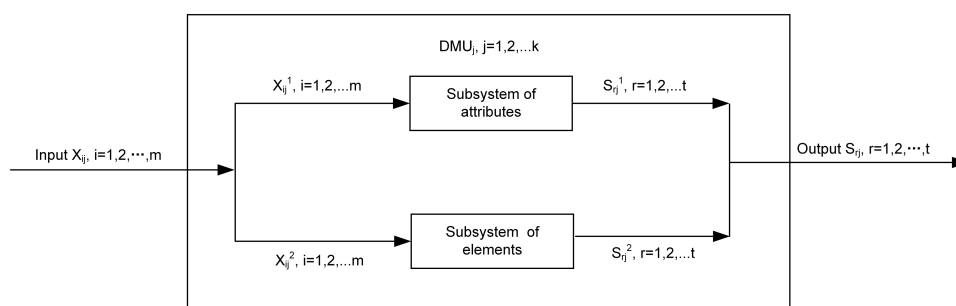 DMUj, j=1,2,...k
Xij1, i=1,2,...m
Subsystem of
attributes
Srj1, r=1,2,...t
Input Xij, i=1,2,⋯,m
Output Srj, r=1,2,⋯,t
Subsystem of
elements
Xij2, i=1,2,...m
Srj2, r=1,2,...t